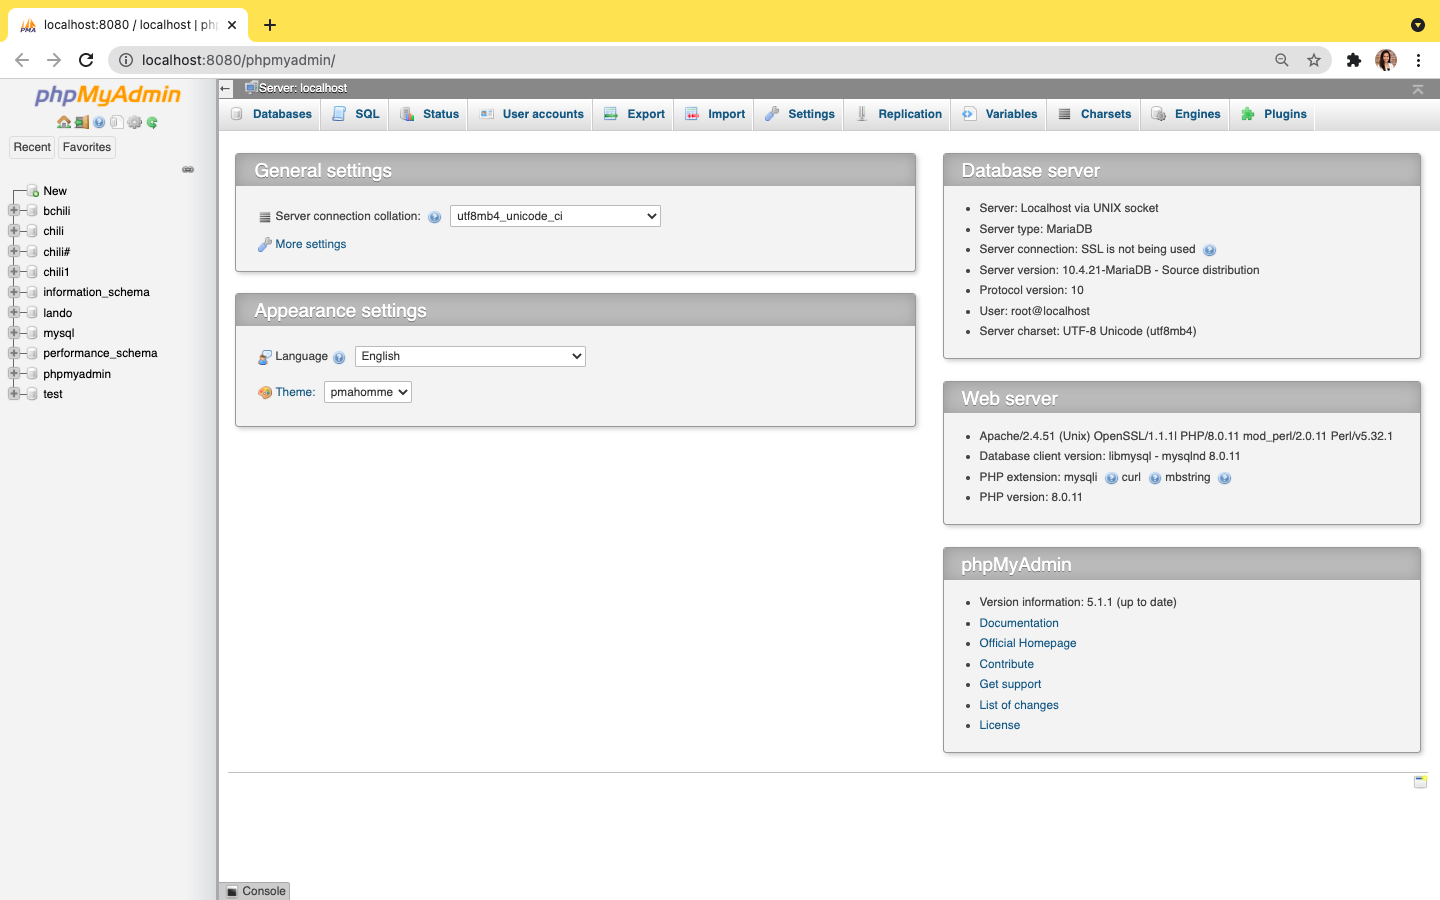 localhost:8080 / localhost | ph
localhost:8080/phpmyadmin/
phpMyAdmin
Recent
Favorites
New
bchili
chili
chili#
chili1
information_schema
lando
mysql
performance_schema
phpmyadmin
test
Server: localhost
Databases
SQL
Status
User accounts
Export
Import
Settings
Replication
Variables
Charsets
Engines
Plugins
General settings
Server connection collation:
utf8mb4_unicode_ci
More settings
Appearance settings
Language
English
Theme:
pmahomme
Database server
Server: Localhost via UNIX socket
Server type: MariaDB
Server connection: SSL is not being used
Server version: 10.4.21-MariaDB - Source distribution
Protocol version: 10
User: root@localhost
Server charset: UTF-8 Unicode (utf8mb4)
Web server
Apache/2.4.51 (Unix) OpenSSL/1.1.1l PHP/8.0.11 mod_perl/2.0.11 Perl/v5.32.1
Database client version: libmysql - mysqlnd 8.0.11
PHP extension: mysqli curl mbstring
PHP version: 8.0.11
phpMyAdmin
Version information: 5.1.1 (up to date)
Documentation
Official Homepage
Contribute
Get support
List of changes
License
Console